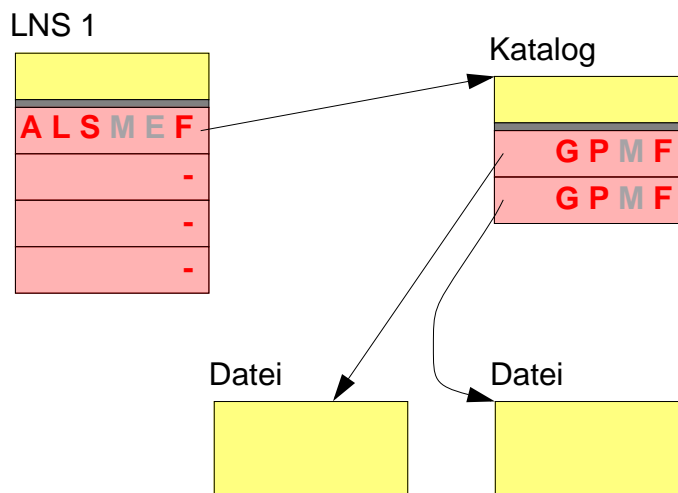 LNS 1
Katalog
A L S M E F
G P M F
-
G P M F
-
-
Datei
Datei